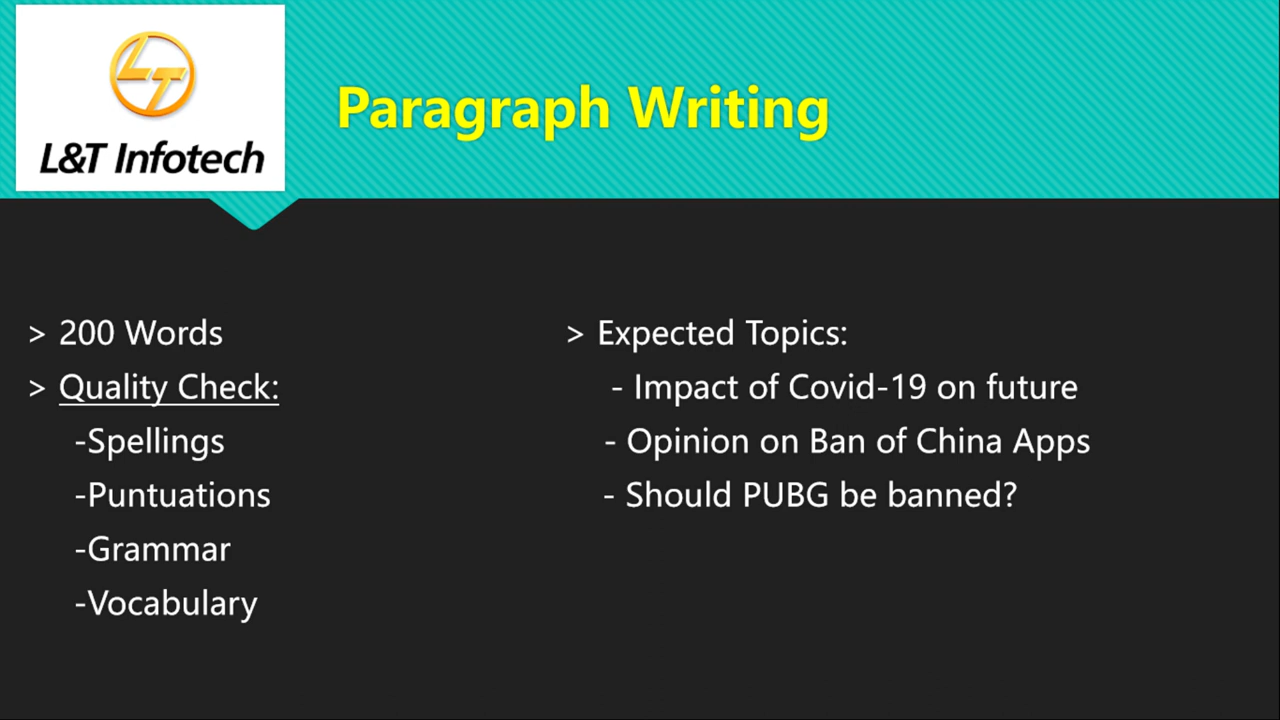 LT
L&T Infotech
Paragraph Writing
> 200 Words
> Quality Check:
-Spellings
-Puntuations
-Grammar
-Vocabulary
> Expected Topics:
- Impact of Covid-19 on future
- Opinion on Ban of China Apps
- Should PUBG be banned?